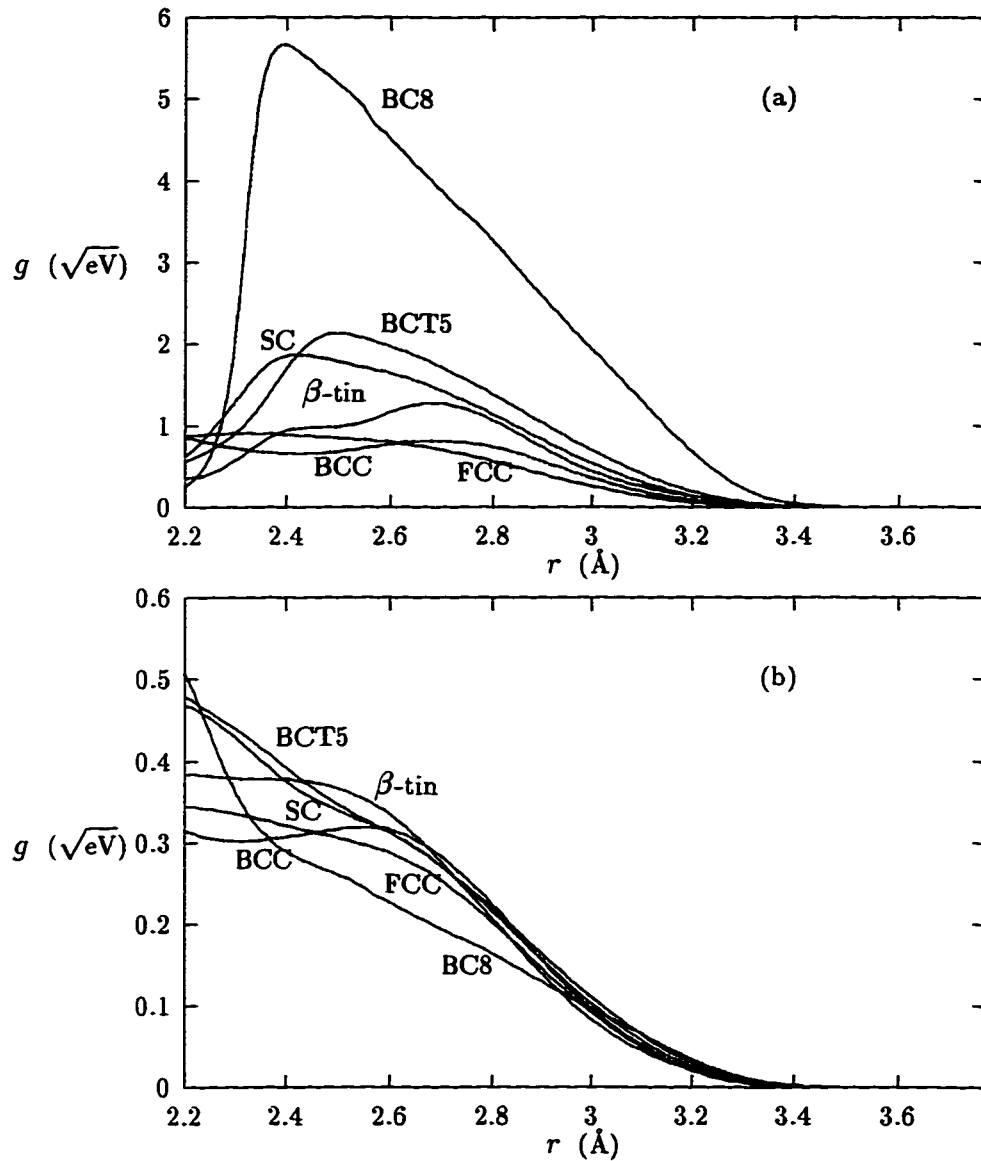 6
(a)
5
BC8
4
g (√eV)
3
BCT5
2
SC
β-tin
1
BCC
FCC
0
2.2 2.4 2.6 2.8 3 3.2 3.4 3.6
r (Å)
0.6
(b)
0.5
BCT5
0.4
β-tin
SC
g (√eV)
0.3
BCC
FCC
0.2
BC8
0.1
0
2.2 2.4 2.6 2.8 3 3.2 3.4 3.6
r (Å)